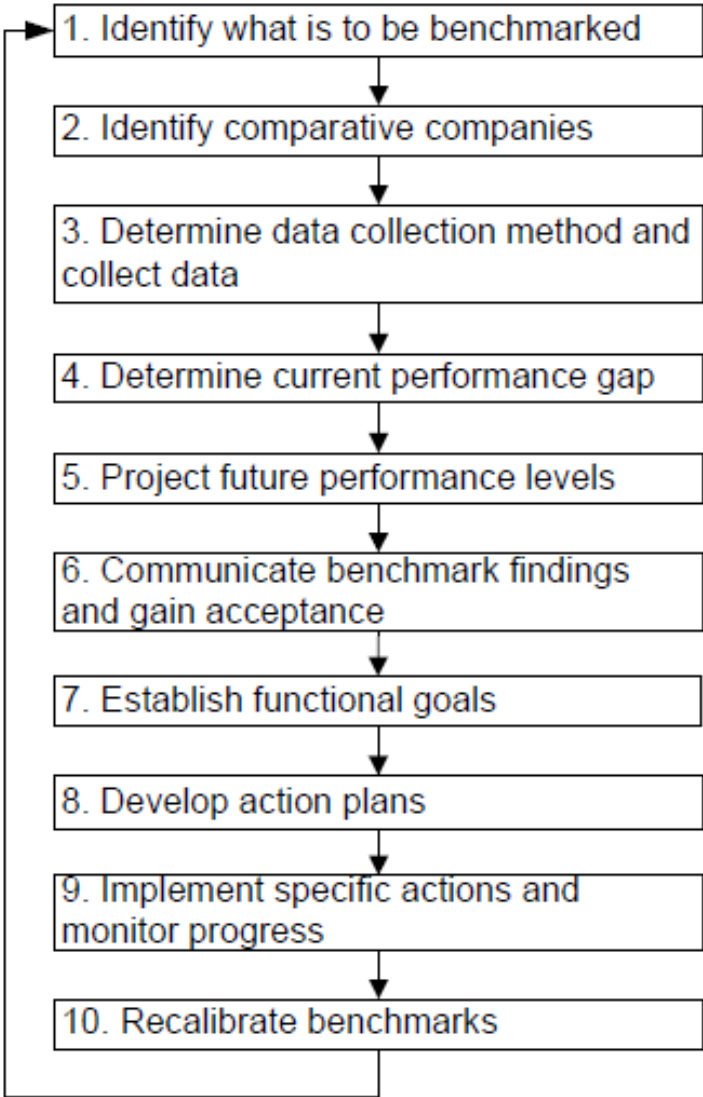 1. Identify what is to be benchmarked
2. Identify comparative companies
3. Determine data collection method and
collect data
4. Determine current performance gap
5. Project future performance levels
6. Communicate benchmark findings
and gain acceptance
7. Establish functional goals
8. Develop action plans
9. Implement specific actions and
monitor progress
10. Recalibrate benchmarks